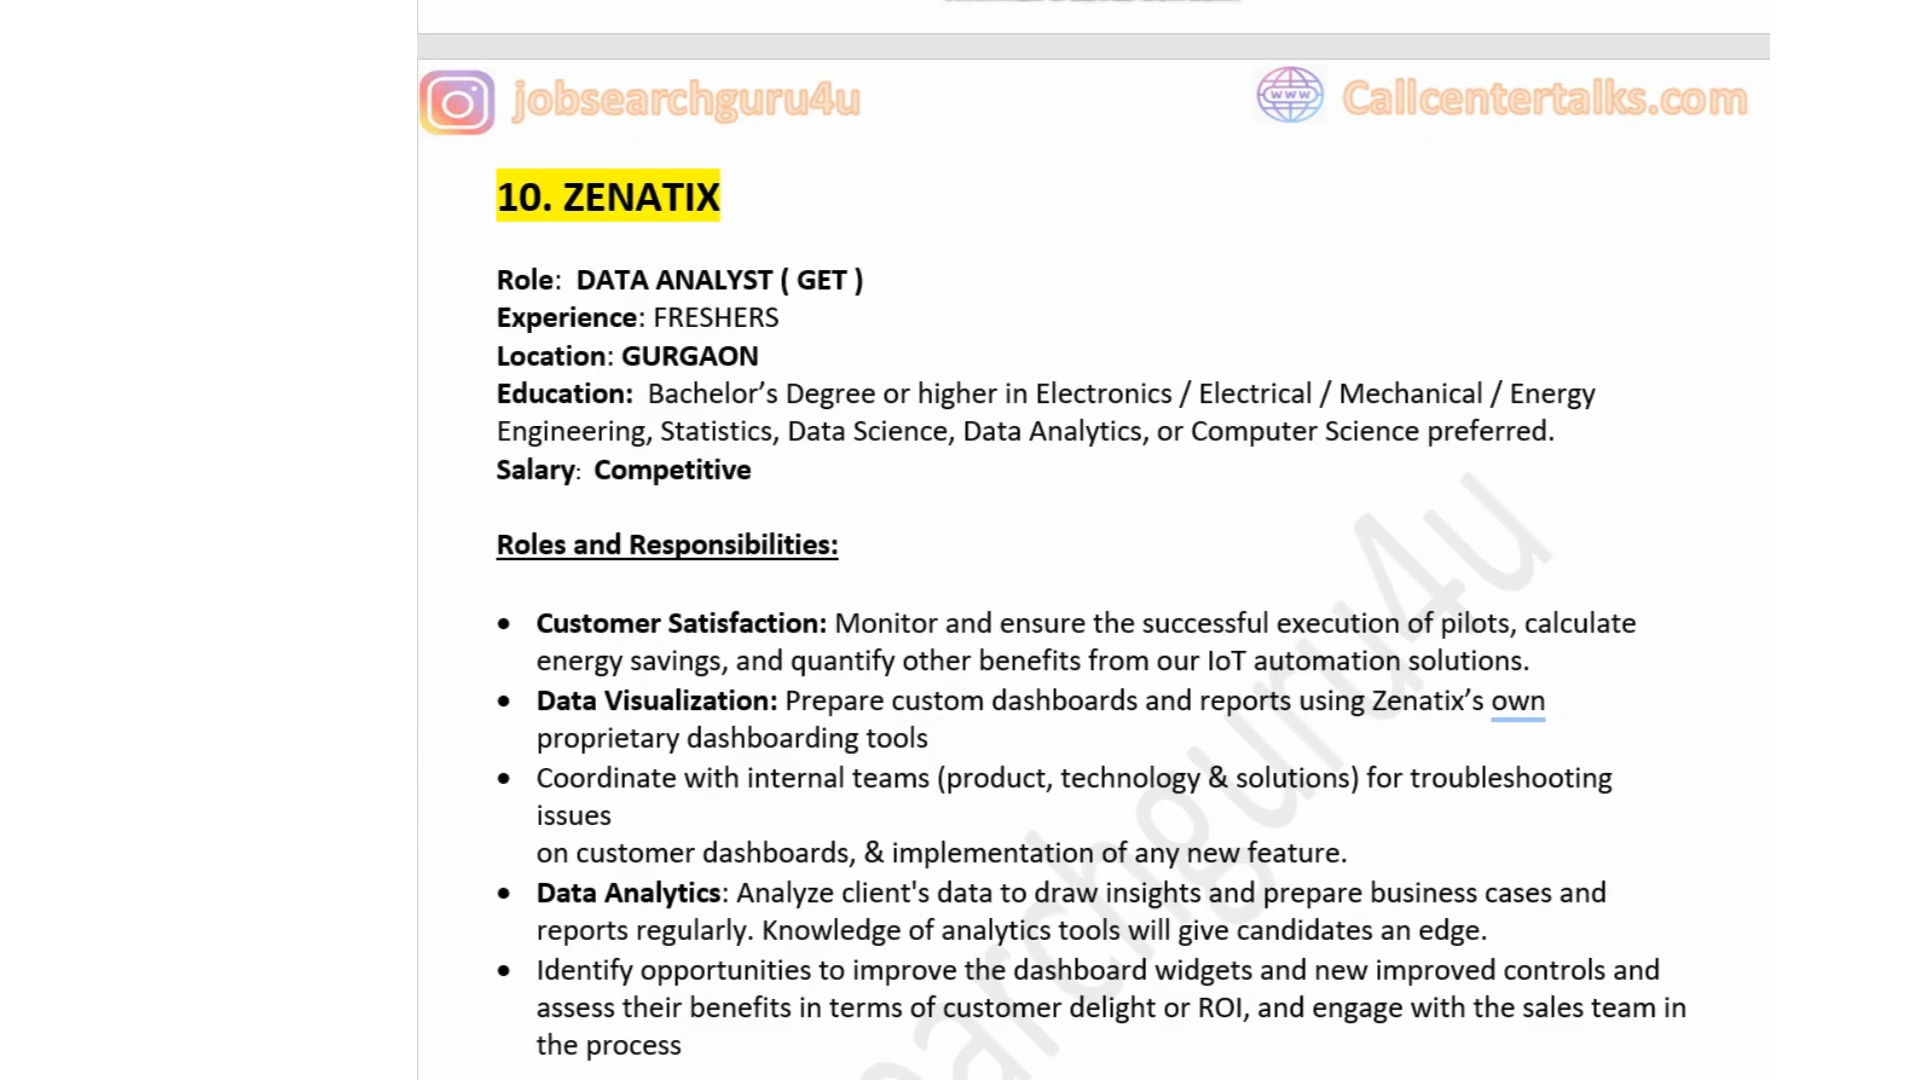 jobsearchguru4u
www Callcentertalks.com
10. ZENATIX
Role: DATA ANALYST ( GET )
Experience: FRESHERS
Location: GURGAON
Education: Bachelor’s Degree or higher in Electronics / Electrical / Mechanical / Energy
Engineering, Statistics, Data Science, Data Analytics, or Computer Science preferred.
Salary: Competitive
Roles and Responsibilities:
• Customer Satisfaction: Monitor and ensure the successful execution of pilots, calculate
energy savings, and quantify other benefits from our IoT automation solutions.
• Data Visualization: Prepare custom dashboards and reports using Zenatix’s own
proprietary dashboarding tools
• Coordinate with internal teams (product, technology & solutions) for troubleshooting
issues
on customer dashboards, & implementation of any new feature.
• Data Analytics: Analyze client's data to draw insights and prepare business cases and
reports regularly. Knowledge of analytics tools will give candidates an edge.
• Identify opportunities to improve the dashboard widgets and new improved controls and
assess their benefits in terms of customer delight or ROI, and engage with the sales team in
the process
archguru4u